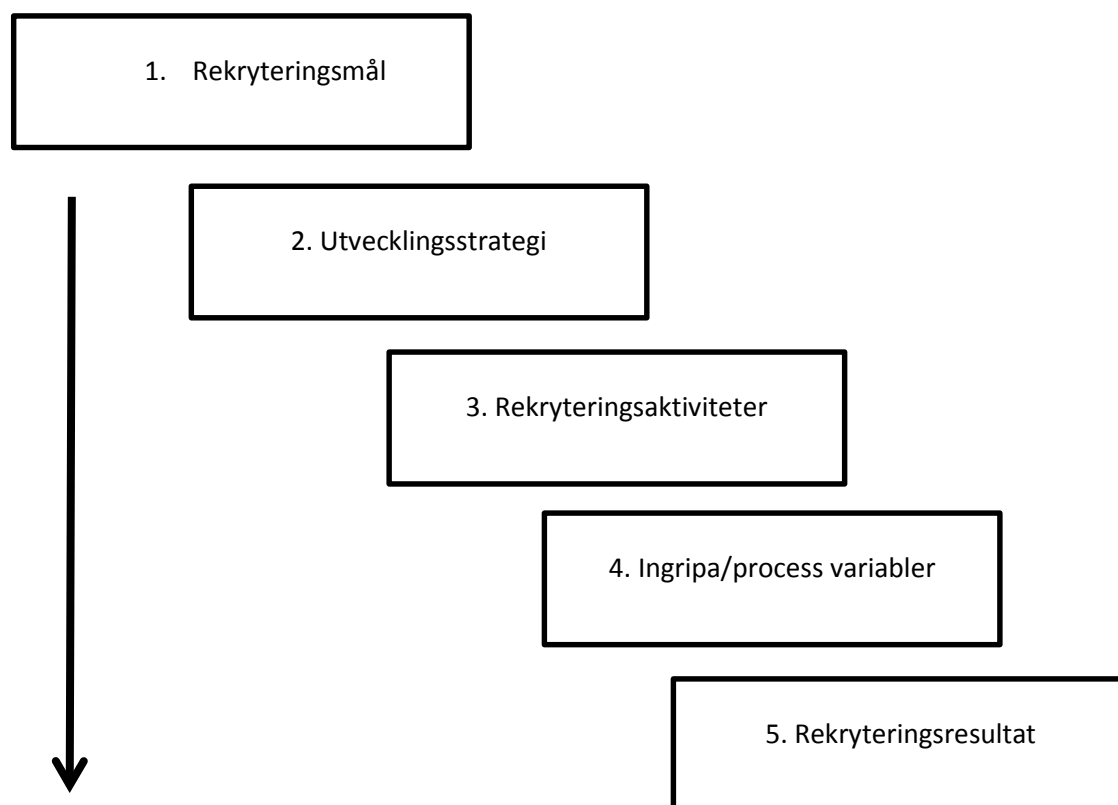 1. Rekryteringsmål
2. Utvecklingsstrategi
3. Rekryteringsaktiviteter
4. Ingripa/process variabler
5. Rekryteringsresultat